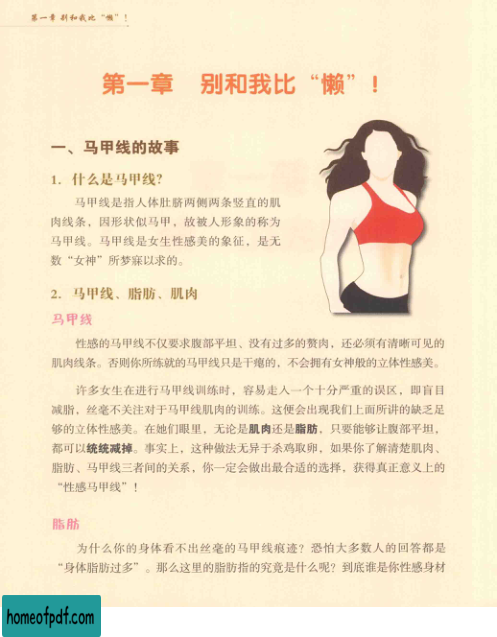 第一章 别和我比“懒”！
第一章 别和我比“懒”！
一、马甲线的故事
1. 什么是马甲线?
马甲线是指人体肚脐两侧两条竖直的肌
肉线条，因形状似马甲，故被人形象的称为
马甲线。马甲线是女生性感美的象征，是无
数“女神”所梦寐以求的。
2. 马甲线、脂肪、肌肉
马甲线
性感的马甲线不仅要求腹部平坦、没有过多的赘肉，还必须有清晰可见的
肌肉线条。否则你所练就的马甲线只是干瘪的，不会拥有女神般的立体性感美。
许多女生在进行马甲线训练时，容易走入一个十分严重的误区，即盲目
减脂，丝毫不关注对于马甲线肌肉的训练。这便会出现我们上面所讲的缺乏足
够的立体性感美。在她们眼里，无论是肌肉还是脂肪，只要能够让腹部平坦，
都可以统统减掉。事实上，这种做法无异于杀鸡取卵，如果你了解清楚肌肉、
脂肪、马甲线三者间的关系，你一定会做出最合适的选择，获得真正意义上的
“性感马甲线”！
脂肪
为什么你的身体看不出丝毫的马甲线痕迹？恐怕大多数人的回答都是
“身体脂肪过多”。那么这里的脂肪指的究竟是什么呢？到底谁是你性感身材
homeofpdf.com